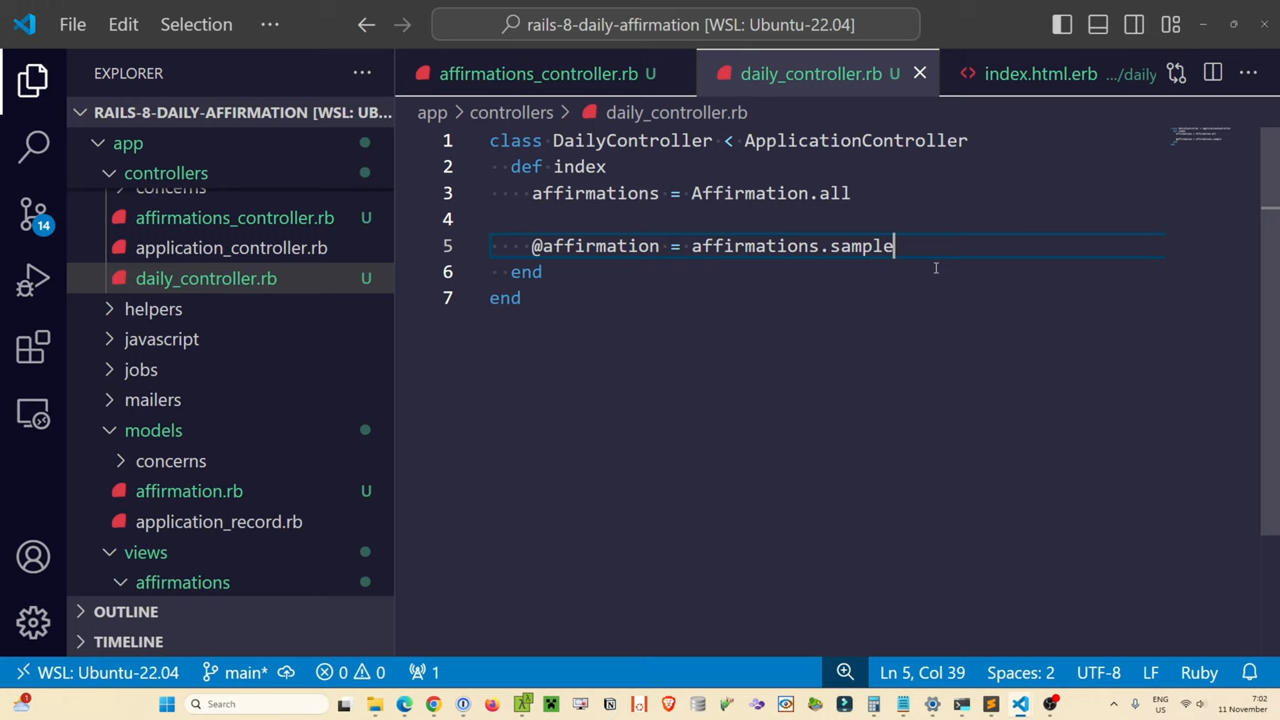 File Edit Selection ··· rails-8-daily-affirmation [WSL: Ubuntu-22.04]
EXPLORER ···
RAILS-8-DAILY-AFFIRMATION [WSL: UB...
app
controllers
concerns
affirmations_controller.rb U
application_controller.rb
daily_controller.rb U
helpers
javascript
jobs
mailers
models
concerns
affirmation.rb U
application_record.rb
views
affirmations
OUTLINE
TIMELINE
14
affirmations_controller.rb U daily_controller.rb U index.html.erb .../daily ···
app > controllers > daily_controller.rb
1 class DailyController < ApplicationController
2 def index
3 affirmations = Affirmation.all
4
5 @affirmation = affirmations.sample
6 end
7 end
WSL: Ubuntu-22.04 main* 0 0 1 Ln 5, Col 39 Spaces: 2 UTF-8 LF Ruby
1 Search ENG US 7:02 11 November